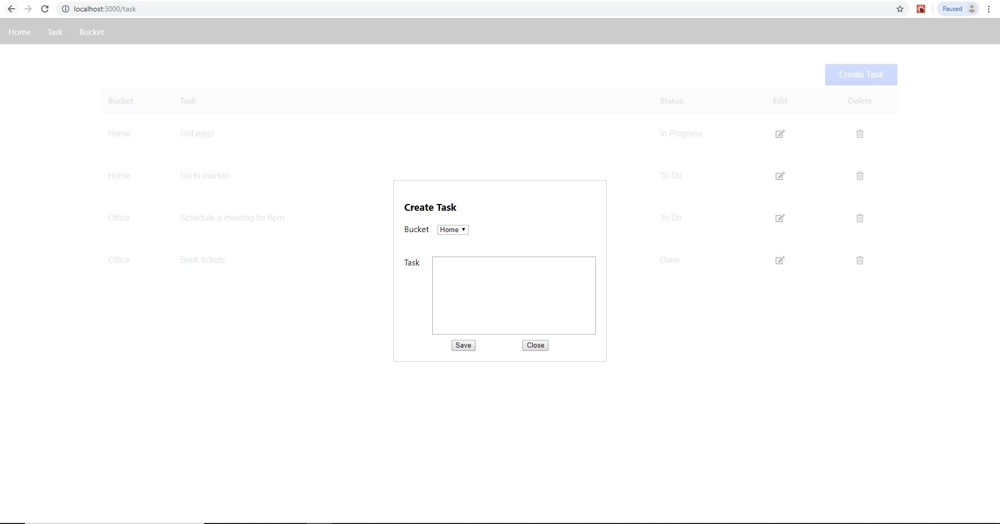 localhost:3000/task
Paused
Home Task Bucket
Create Task
Bucket Task Status Edit Delete
Home Get eggs In Progress
Home Go to market To Do
Office Schedule a meeting for 6pm To Do
Office Book tickets Done
Create Task
Bucket Home
Task
Save Close